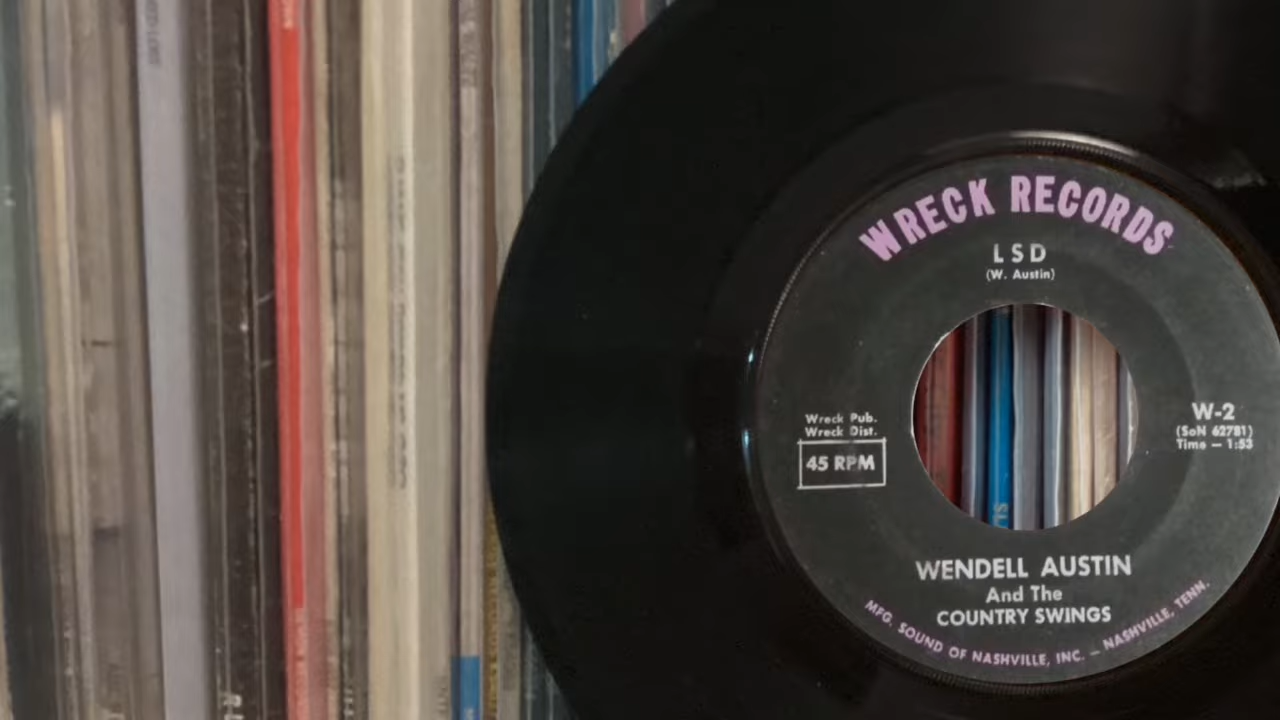 WRECK RECORDS
L S D
(W. Austin)
Wreck Pub.
Wreck Dist.
45 RPM
W-2
(SoN 62781)
Time — 1:53
WENDELL AUSTIN
And The
COUNTRY SWINGS
MFG. SOUND OF NASHVILLE, INC. — NASHVILLE, TENN.